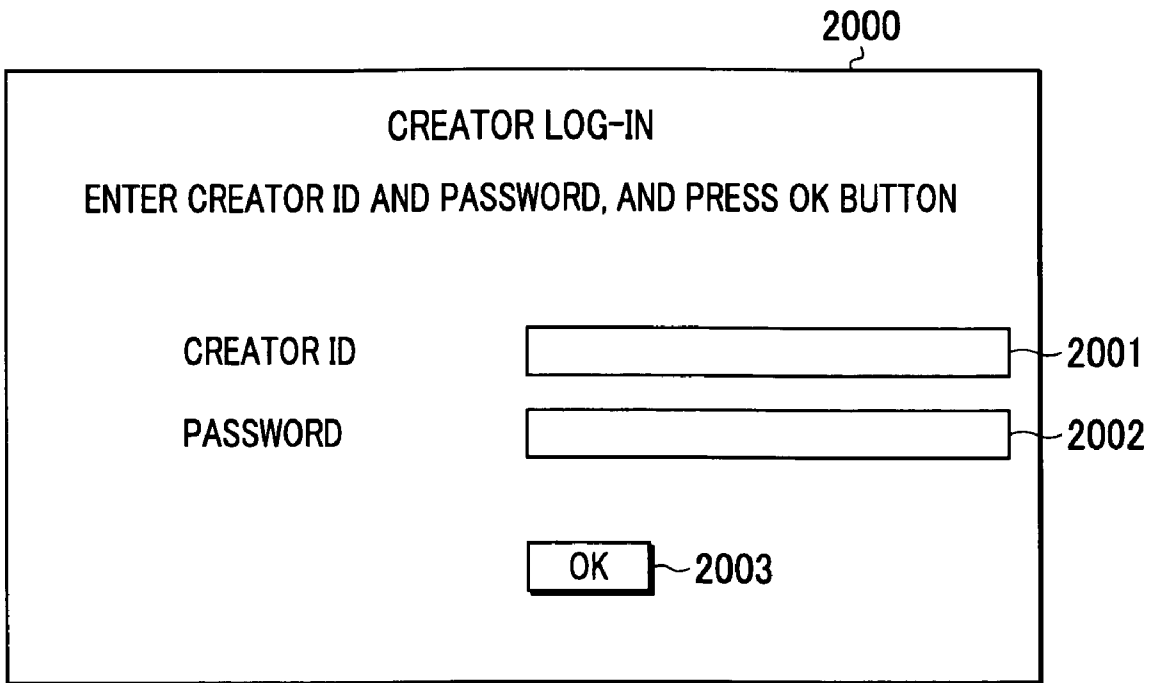 2000
CREATOR LOG-IN
ENTER CREATOR ID AND PASSWORD, AND PRESS OK BUTTON
CREATOR ID 2001
PASSWORD 2002
OK 2003